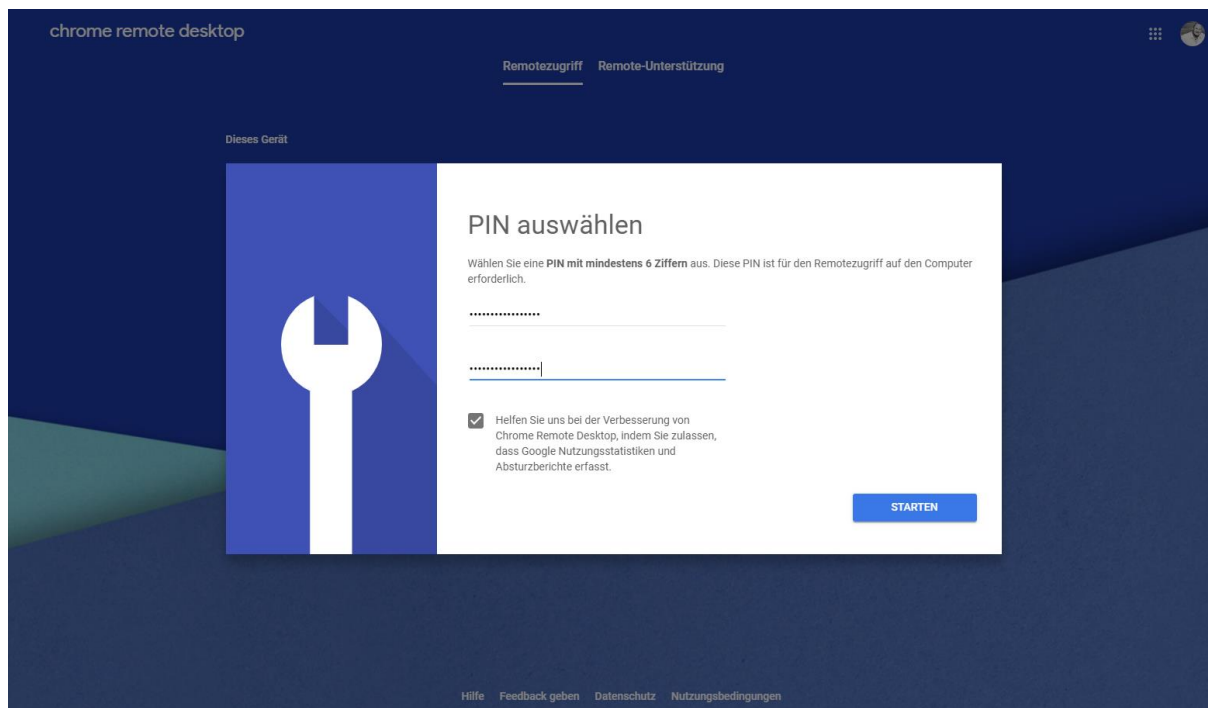 chrome remote desktop
Remotezugriff Remote-Unterstützung
Dieses Gerät
PIN auswählen
Wählen Sie eine PIN mit mindestens 6 Ziffern aus. Diese PIN ist für den Remotezugriff auf den Computer
erforderlich.
•••••••••••••••••
•••••••••••••••••
Helfen Sie uns bei der Verbesserung von
Chrome Remote Desktop, indem Sie zulassen,
dass Google Nutzungsstatistiken und
Absturzberichte erfasst.
STARTEN
Hilfe Feedback geben Datenschutz Nutzungsbedingungen